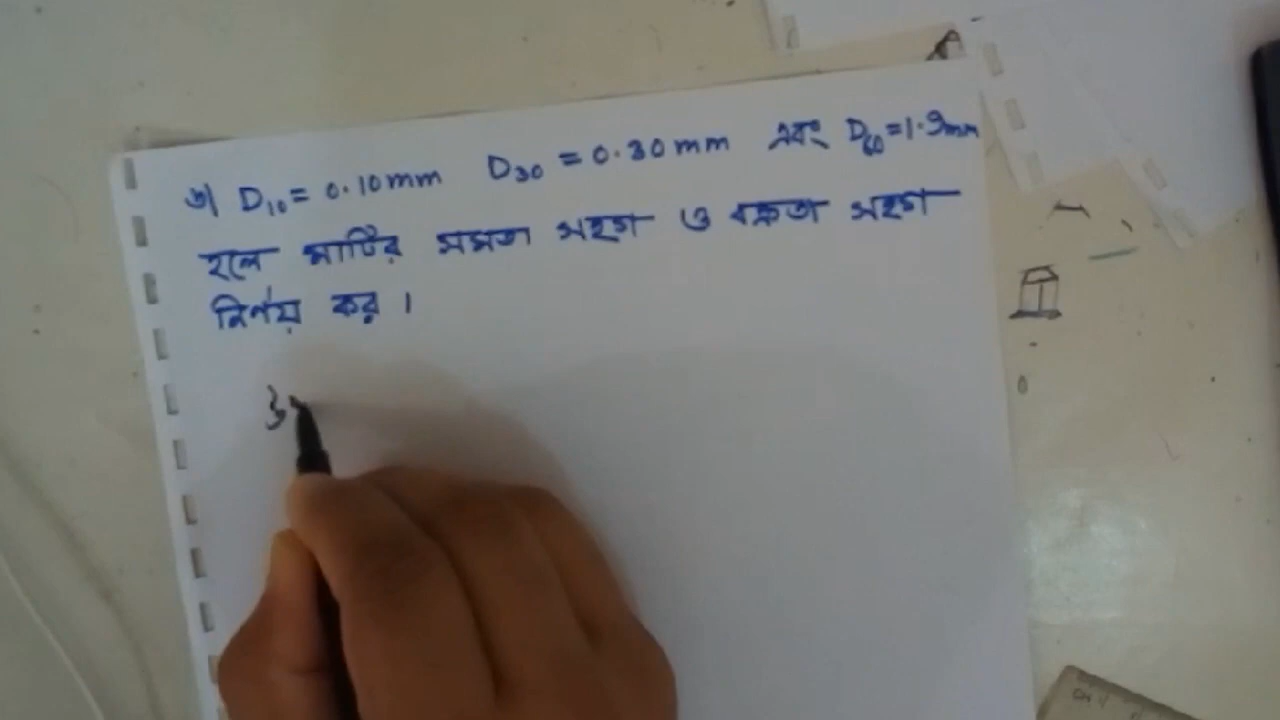 ৩) D₁₀ = 0.10mm D₃₀ = 0.30mm এবং D₆₀ = 1.9mm
হলে মাটির সমতা সহগ ও বক্রতা সহগ
নির্ণয় কর।